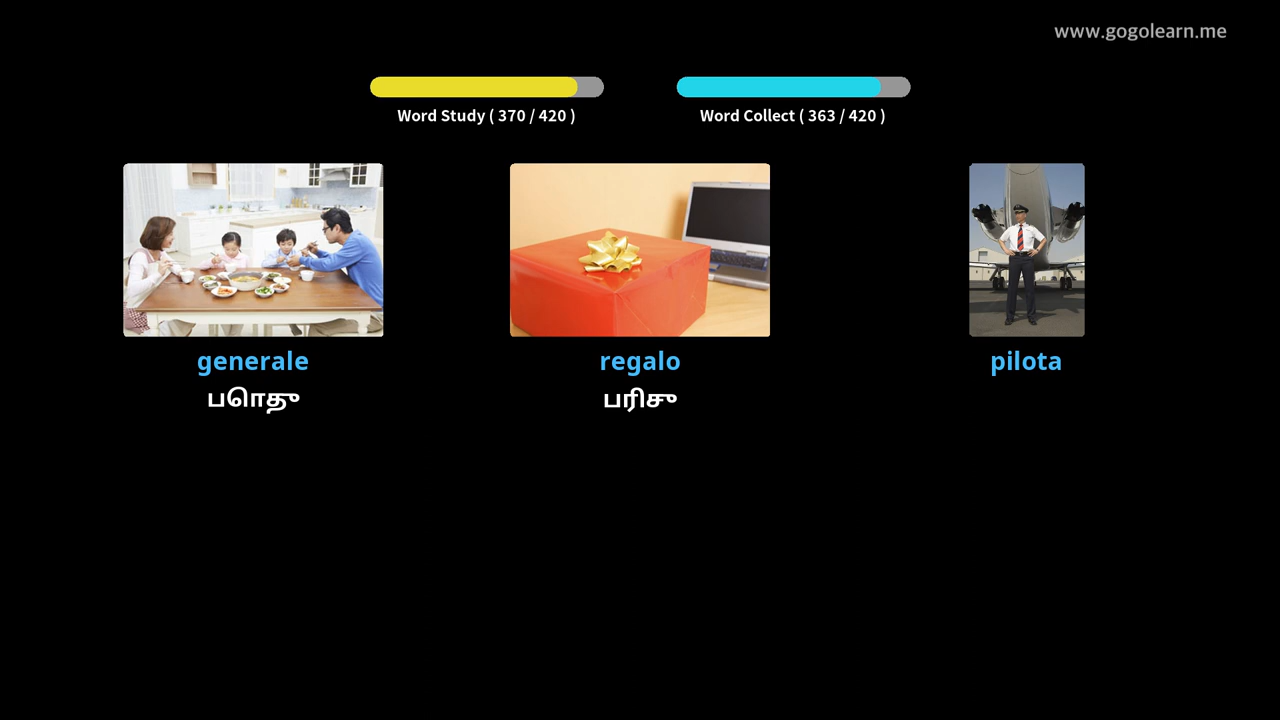 www.gogolearn.me
Word Study ( 370 / 420 )
Word Collect ( 363 / 420 )
generale
பொது
regalo
பரிசு
pilota